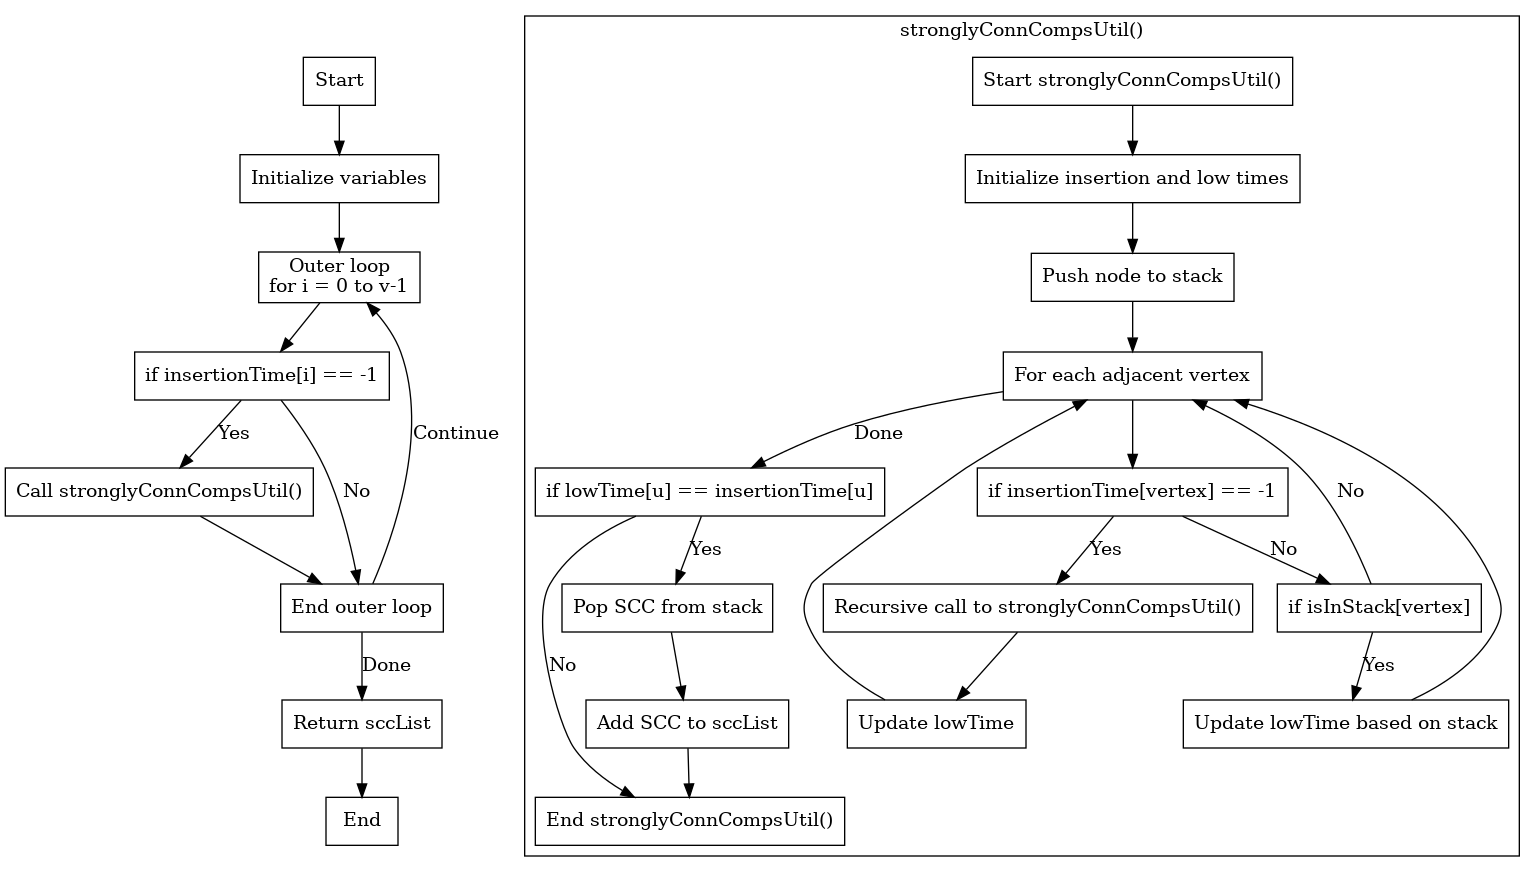 Start
Initialize variables
Outer loop
for i = 0 to v-1
if insertionTime[i] == -1
Yes
No
Continue
Call stronglyConnCompsUtil()
End outer loop
Done
Return sccList
End
stronglyConnCompsUtil()
Start stronglyConnCompsUtil()
Initialize insertion and low times
Push node to stack
For each adjacent vertex
Done
if lowTime[u] == insertionTime[u]
if insertionTime[vertex] == -1
No
Yes
Yes
No
Pop SCC from stack
Recursive call to stronglyConnCompsUtil()
if isInStack[vertex]
No
Yes
Add SCC to sccList
Update lowTime
Update lowTime based on stack
End stronglyConnCompsUtil()